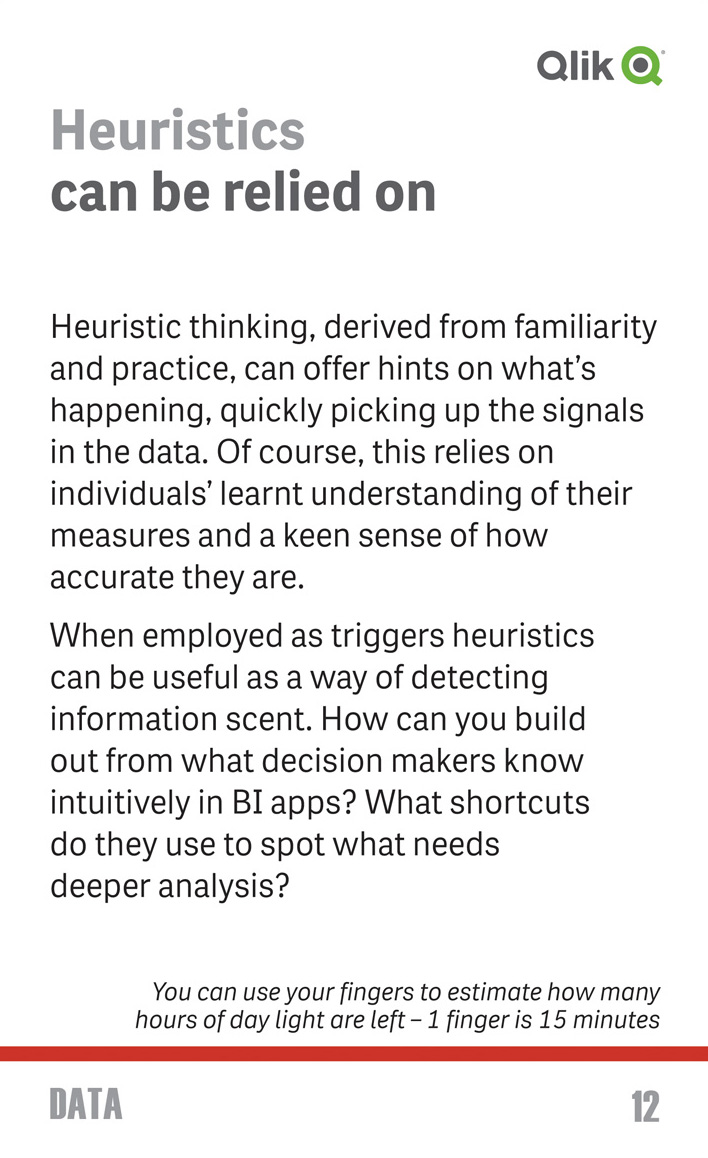 Qlik
Heuristics
can be relied on
Heuristic thinking, derived from familiarity
and practice, can offer hints on what’s
happening, quickly picking up the signals
in the data. Of course, this relies on
individuals’ learnt understanding of their
measures and a keen sense of how
accurate they are.
When employed as triggers heuristics
can be useful as a way of detecting
information scent. How can you build
out from what decision makers know
intuitively in BI apps? What shortcuts
do they use to spot what needs
deeper analysis?
You can use your fingers to estimate how many
hours of day light are left – 1 finger is 15 minutes
DATA
12